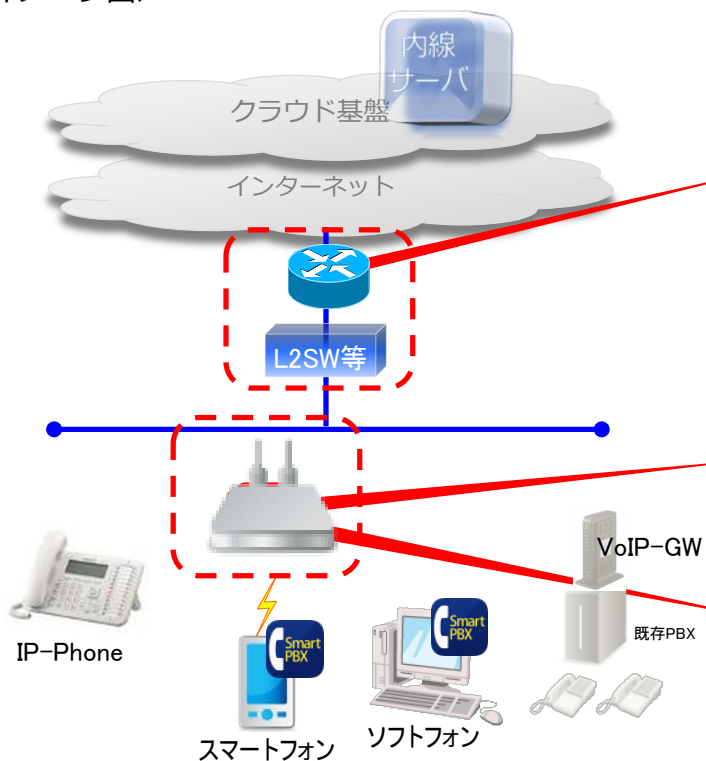 内線
サーバ
クラウド基盤
インターネット
L2SW等
VoIP-GW
既存PBX
IP-Phone
Smart
PBX
Smart
PBX
スマートフォン
ソフトフォン